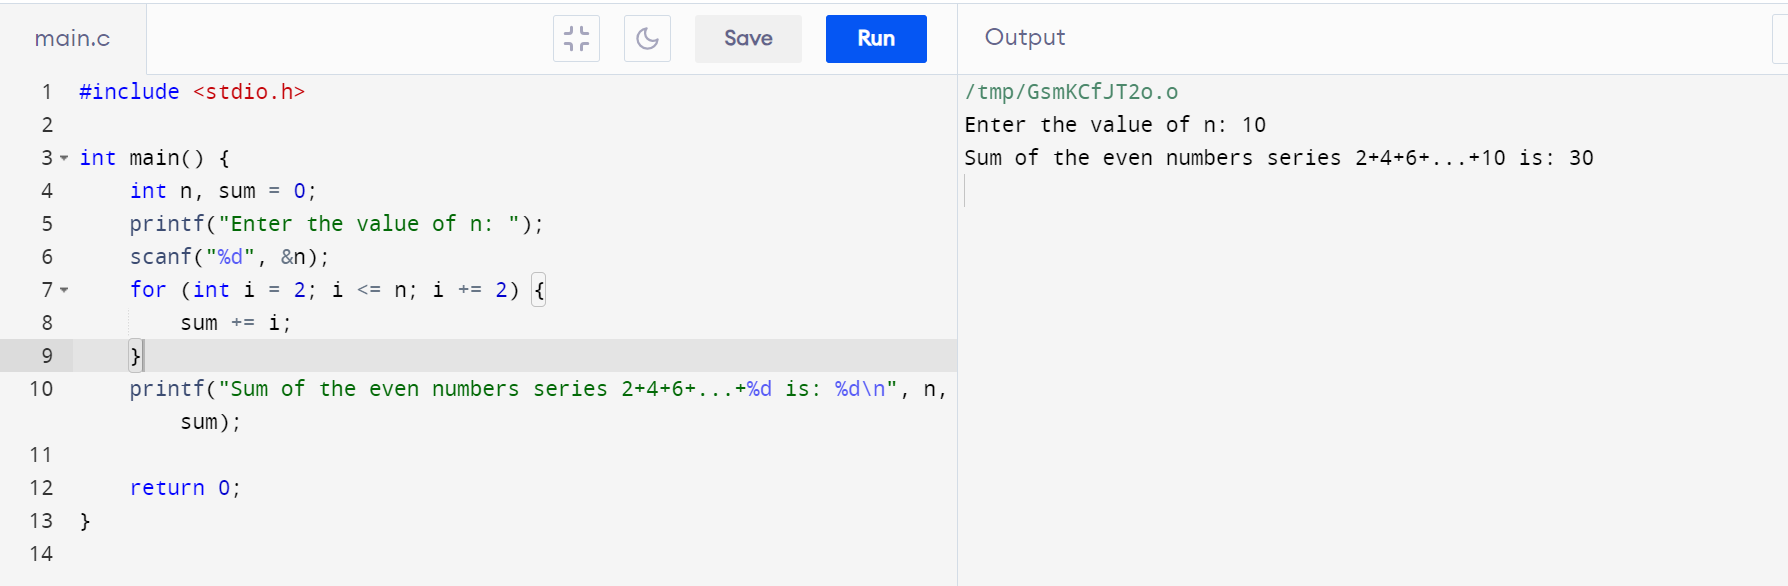 main.c
Save
Run
Output
1 #include <stdio.h>
2
3 int main() {
4     int n, sum = 0;
5     printf("Enter the value of n: ");
6     scanf("%d", &n);
7     for (int i = 2; i <= n; i += 2) {
8         sum += i;
9     }
10     printf("Sum of the even numbers series 2+4+6+...+%d is: %d\n", n,
        sum);
11
12     return 0;
13 }
14
/tmp/GsmKCfJT2o.o
Enter the value of n: 10
Sum of the even numbers series 2+4+6+...+10 is: 30